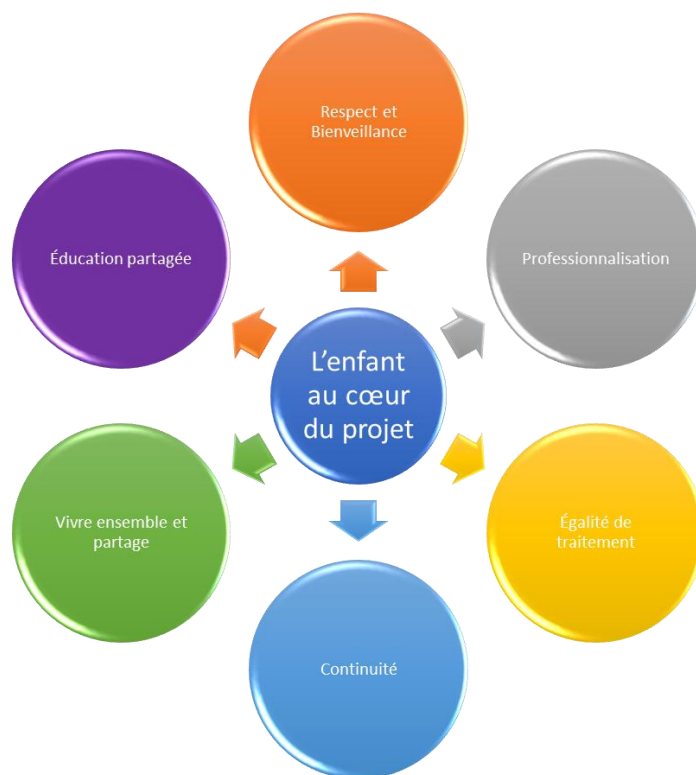 Respect et
Bienveillance
Éducation partagée
Professionnalisation
L'enfant
au cœur
du projet
Vivre ensemble et
partage
Égalité de
traitement
Continuité